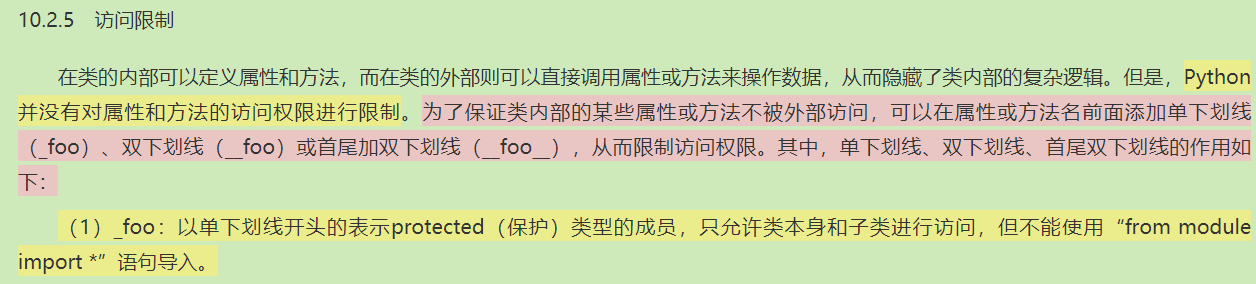 10.2.5 访问限制
在类的内部可以定义属性和方法，而在类的外部则可以直接调用属性或方法来操作数据，从而隐藏了类内部的复杂逻辑。但是，Python
并没有对属性和方法的访问权限进行限制。为了保证类内部的某些属性或方法不被外部访问，可以在属性或方法名前面添加单下划线
（_foo）、双下划线（__foo）或首尾加双下划线（__foo__），从而限制访问权限。其中，单下划线、双下划线、首尾双下划线的作用如
下：
（1）_foo：以单下划线开头的表示protected（保护）类型的成员，只允许类本身和子类进行访问，但不能使用“from module
import *”语句导入。